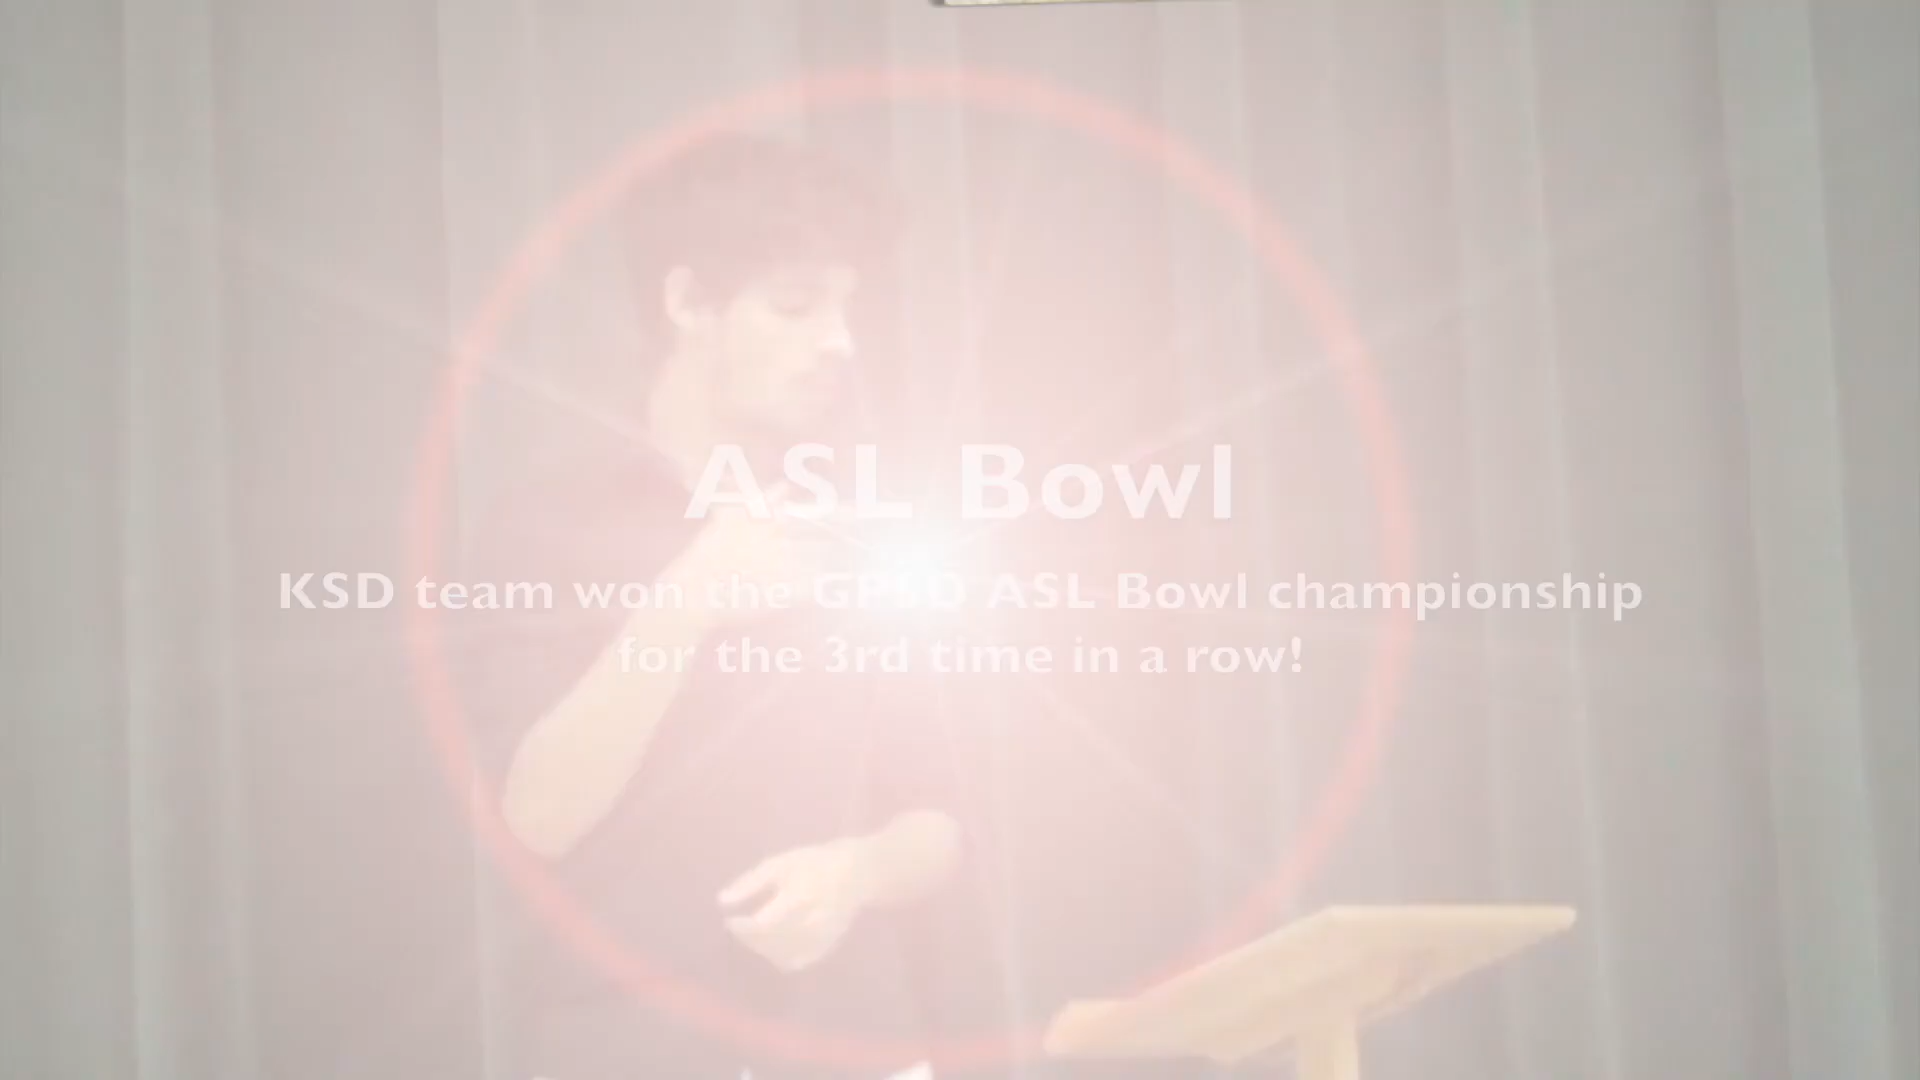 ASL Bowl
KSD team won the ASL Bowl championship
for the 3rd time in a row!